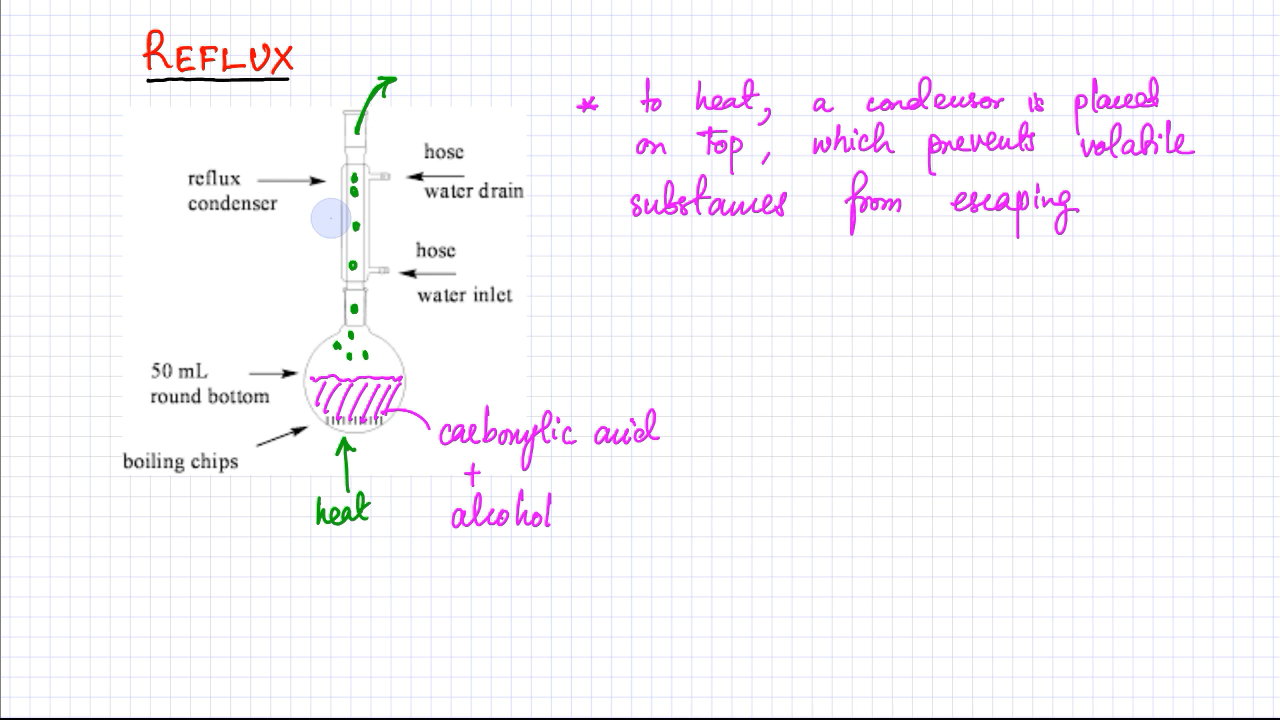 REFLUX
* to heat, a condensor is placed
on top, which prevents volatile
substances from escaping
hose
water drain
reflux
condenser
hose
water inlet
50 mL
round bottom
boiling chips
carboxylic acid
+
alcohol
heat